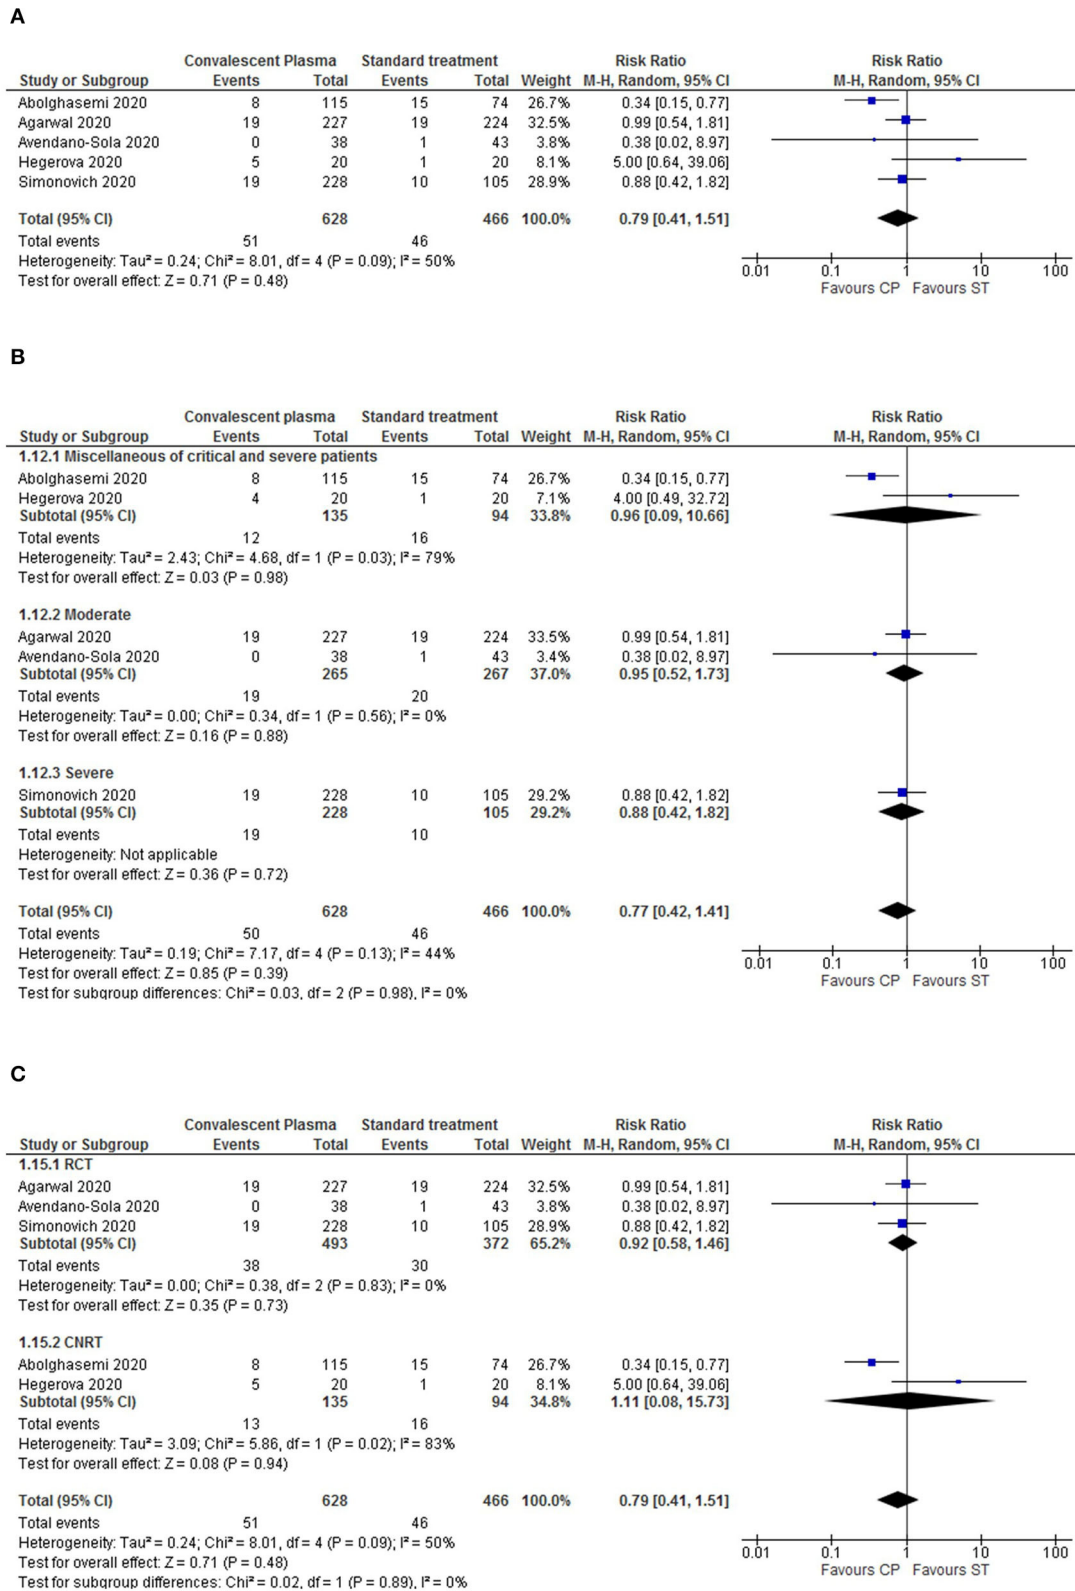 A
Convalescent Plasma Standard treatment Risk Ratio Risk Ratio
Study or Subgroup Events Total Events Total Weight M-H, Random, 95% CI M-H, Random, 95% CI
Abolghasemi 2020 8 115 15 74 26.7% 0.34 [0.15, 0.77]
Agarwal 2020 19 227 19 224 32.5% 0.99 [0.54, 1.81]
Avendano-Sola 2020 0 38 1 43 3.8% 0.38 [0.02, 8.97]
Hegerova 2020 5 20 1 20 8.1% 5.00 [0.64, 39.06]
Simonovich 2020 19 228 10 105 28.9% 0.88 [0.42, 1.82]
Total (95% CI) 628 466 100.0% 0.79 [0.41, 1.51]
Total events 51 46
Heterogeneity: Tau² = 0.24; Chi² = 8.01, df = 4 (P = 0.09); I² = 50%
Test for overall effect: Z = 0.71 (P = 0.48)
0.01 0.1 1 10 100
Favours CP Favours ST
B
Convalescent plasma Standard treatment Risk Ratio Risk Ratio
Study or Subgroup Events Total Events Total Weight M-H, Random, 95% CI M-H, Random, 95% CI
1.12.1 Miscellaneous of critical and severe patients
Abolghasemi 2020 8 115 15 74 26.7% 0.34 [0.15, 0.77]
Hegerova 2020 4 20 1 20 7.1% 4.00 [0.49, 32.72]
Subtotal (95% CI) 135 94 33.8% 0.96 [0.09, 10.66]
Total events 12 16
Heterogeneity: Tau² = 2.43; Chi² = 4.68, df = 1 (P = 0.03); I² = 79%
Test for overall effect: Z = 0.03 (P = 0.98)
1.12.2 Moderate
Agarwal 2020 19 227 19 224 33.5% 0.99 [0.54, 1.81]
Avendano-Sola 2020 0 38 1 43 3.4% 0.38 [0.02, 8.97]
Subtotal (95% CI) 265 267 37.0% 0.95 [0.52, 1.73]
Total events 19 20
Heterogeneity: Tau² = 0.00; Chi² = 0.34, df = 1 (P = 0.56); I² = 0%
Test for overall effect: Z = 0.16 (P = 0.88)
1.12.3 Severe
Simonovich 2020 19 228 10 105 29.2% 0.88 [0.42, 1.82]
Subtotal (95% CI) 228 105 29.2% 0.88 [0.42, 1.82]
Total events 19 10
Heterogeneity: Not applicable
Test for overall effect: Z = 0.36 (P = 0.72)
Total (95% CI) 628 466 100.0% 0.77 [0.42, 1.41]
Total events 50 46
Heterogeneity: Tau² = 0.19; Chi² = 7.17, df = 4 (P = 0.13); I² = 44%
Test for overall effect: Z = 0.85 (P = 0.39)
Test for subgroup differences: Chi² = 0.03, df = 2 (P = 0.98), I² = 0%
0.01 0.1 1 10 100
Favours CP Favours ST
C
Convalescent Plasma Standard treatment Risk Ratio Risk Ratio
Study or Subgroup Events Total Events Total Weight M-H, Random, 95% CI M-H, Random, 95% CI
1.15.1 RCT
Agarwal 2020 19 227 19 224 32.5% 0.99 [0.54, 1.81]
Avendano-Sola 2020 0 38 1 43 3.8% 0.38 [0.02, 8.97]
Simonovich 2020 19 228 10 105 28.9% 0.88 [0.42, 1.82]
Subtotal (95% CI) 493 372 65.2% 0.92 [0.58, 1.46]
Total events 38 30
Heterogeneity: Tau² = 0.00; Chi² = 0.38, df = 2 (P = 0.83); I² = 0%
Test for overall effect: Z = 0.35 (P = 0.73)
1.15.2 CNRT
Abolghasemi 2020 8 115 15 74 26.7% 0.34 [0.15, 0.77]
Hegerova 2020 5 20 1 20 8.1% 5.00 [0.64, 39.06]
Subtotal (95% CI) 135 94 34.8% 1.11 [0.08, 15.73]
Total events 13 16
Heterogeneity: Tau² = 3.09; Chi² = 5.86, df = 1 (P = 0.02); I² = 83%
Test for overall effect: Z = 0.08 (P = 0.94)
Total (95% CI) 628 466 100.0% 0.79 [0.41, 1.51]
Total events 51 46
Heterogeneity: Tau² = 0.24; Chi² = 8.01, df = 4 (P = 0.09); I² = 50%
Test for overall effect: Z = 0.71 (P = 0.48)
Test for subgroup differences: Chi² = 0.02, df = 1 (P = 0.89), I² = 0%
0.01 0.1 1 10 100
Favours CP Favours ST